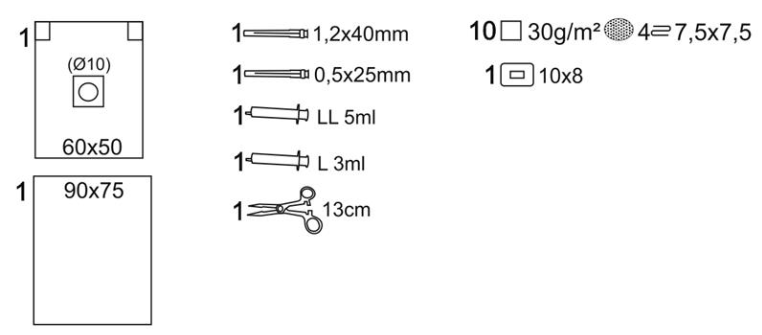 1
(Ø10)
60x50
1 90x75
1 1,2x40mm
1 0,5x25mm
1 LL 5ml
1 L 3ml
1 13cm
10 30g/m² 4 7,5x7,5
1 10x8